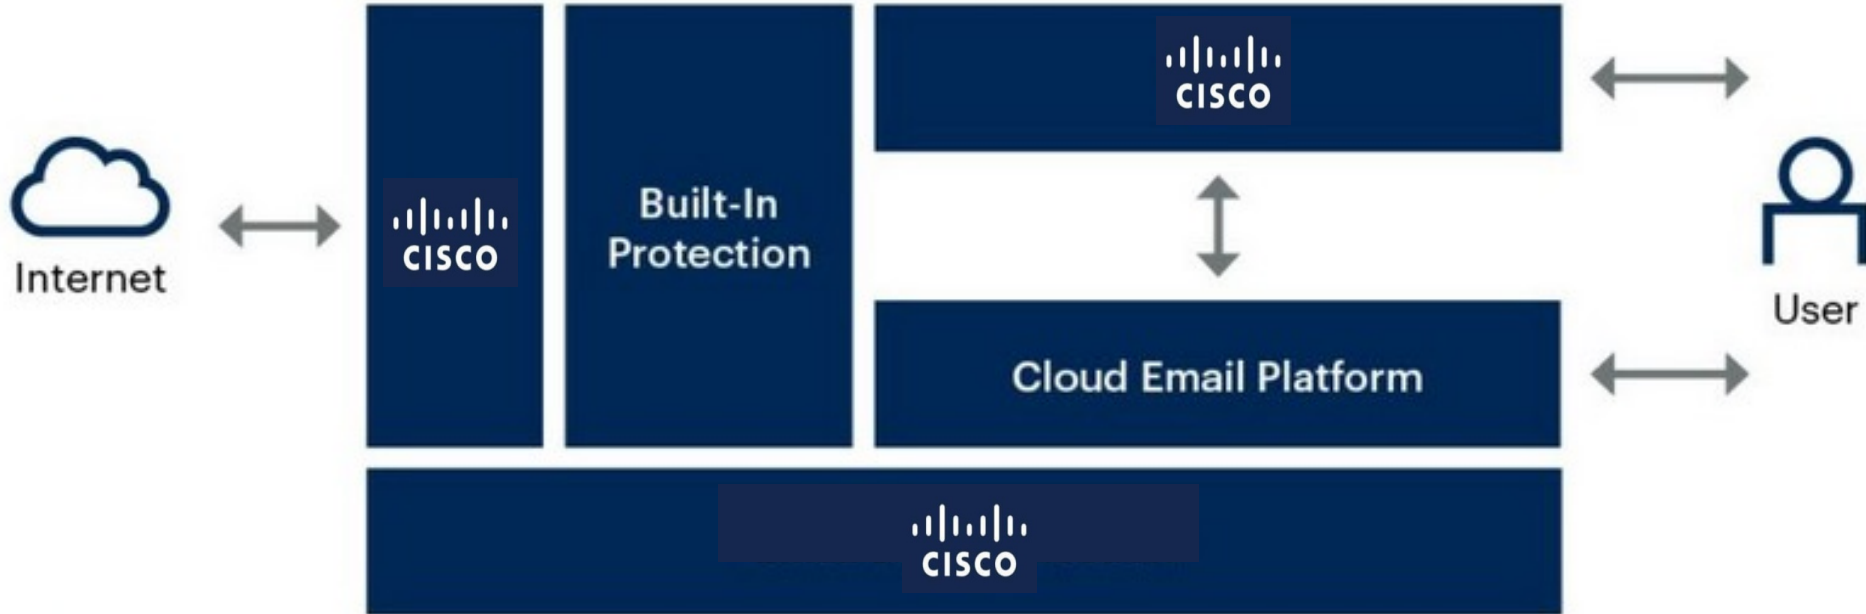 CISCO
Internet
CISCO
Built-In
Protection
Cloud Email Platform
User
CISCO